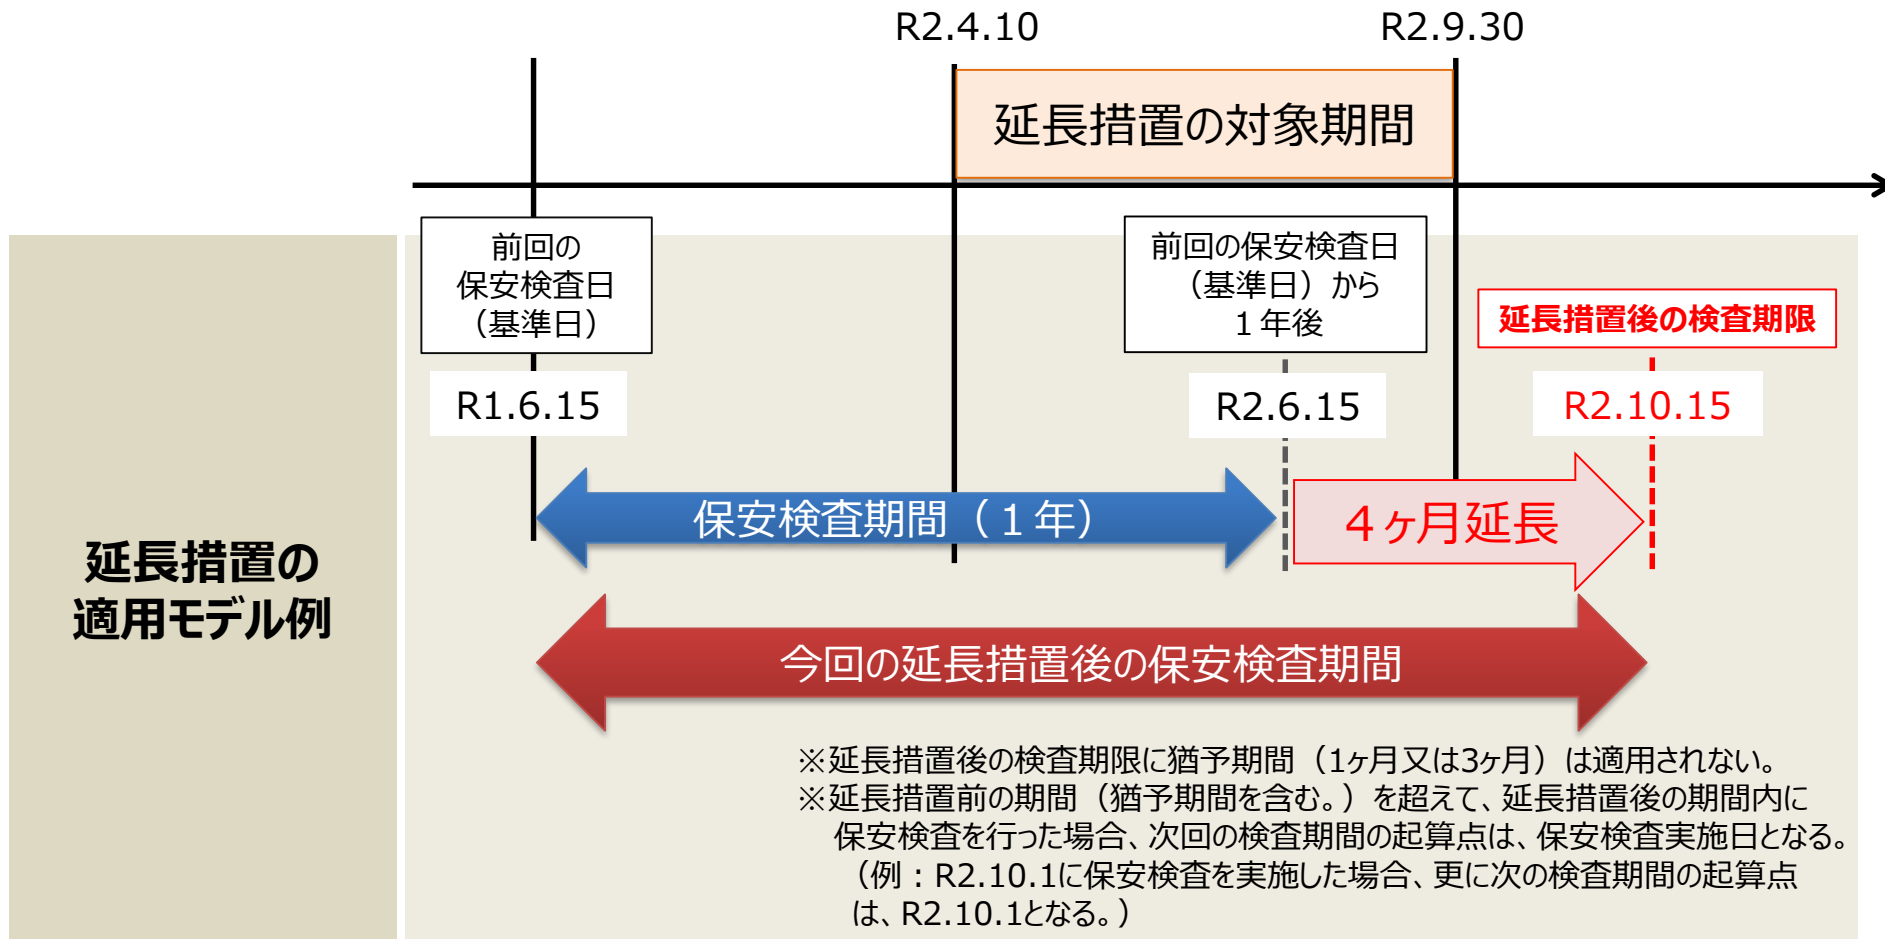 R2.4.10
R2.9.30
延長措置の対象期間
前回の
保安検査日
（基準日）
R1.6.15
前回の保安検査日
（基準日）から
１年後
R2.6.15
延長措置後の検査期限
R2.10.15
保安検査期間（１年）
４ヶ月延長
延長措置の
適用モデル例
今回の延長措置後の保安検査期間
※延長措置後の検査期限に猶予期間（1ヶ月又は3ヶ月）は適用されない。
※延長措置前の期間（猶予期間を含む。）を超えて、延長措置後の期間内に
保安検査を行った場合、次回の検査期間の起算点は、保安検査実施日となる。
（例：R2.10.1に保安検査を実施した場合、更に次の検査期間の起算点
は、R2.10.1となる。）